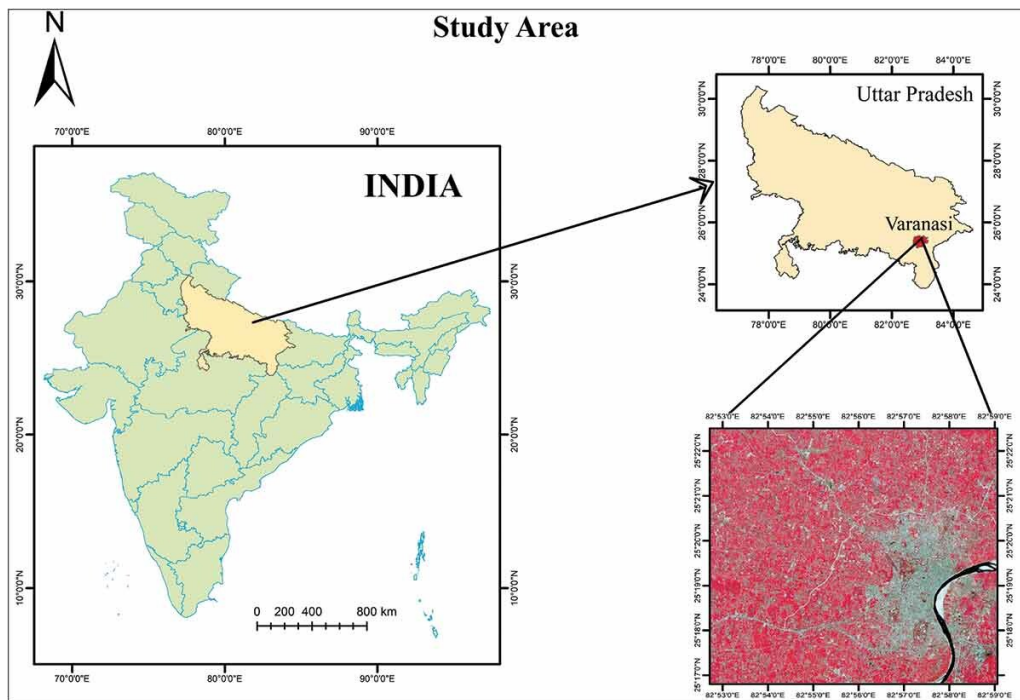 Study Area
N
70°0'0"E 80°0'0"E 90°0'0"E
INDIA
30°0'0"N 30°0'0"N
20°0'0"N 20°0'0"N
10°0'0"N 10°0'0"N
0 200 400 800 km
70°0'0"E 80°0'0"E 90°0'0"E
78°0'0"E 80°0'0"E 82°0'0"E 84°0'0"E
Uttar Pradesh
30°0'0"N 30°0'0"N
28°0'0"N 28°0'0"N
Varanasi
26°0'0"N 26°0'0"N
24°0'0"N 24°0'0"N
78°0'0"E 80°0'0"E 82°0'0"E 84°0'0"E
82°53'0"E 82°54'0"E 82°55'0"E 82°56'0"E 82°57'0"E 82°58'0"E 82°59'0"E
25°22'0"N 25°22'0"N
25°21'0"N 25°21'0"N
25°20'0"N 25°20'0"N
25°19'0"N 25°19'0"N
25°18'0"N 25°18'0"N
25°17'0"N 25°17'0"N
82°53'0"E 82°54'0"E 82°55'0"E 82°56'0"E 82°57'0"E 82°58'0"E 82°59'0"E